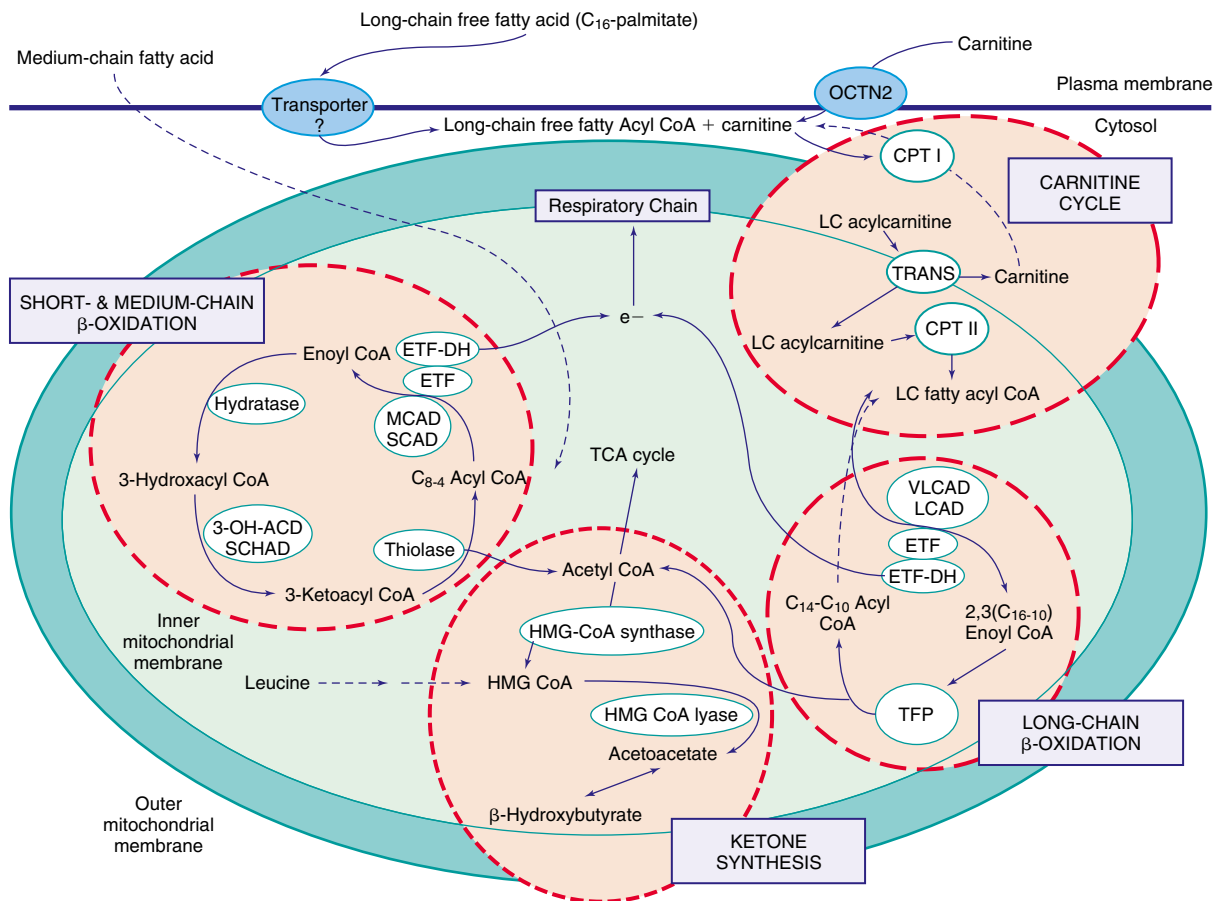 Long-chain free fatty acid (C₁₆-palmitate)
Medium-chain fatty acid
Carnitine
Plasma membrane
Transporter
?
OCTN2
Long-chain free fatty Acyl CoA + carnitine
Cytosol
CPT I
CARNITINE
CYCLE
Respiratory Chain
LC acylcarnitine
TRANS
Carnitine
SHORT- & MEDIUM-CHAIN
β-OXIDATION
e−
CPT II
LC acylcarnitine
Enoyl CoA
ETF-DH
ETF
LC fatty acyl CoA
Hydratase
MCAD
SCAD
TCA cycle
3-Hydroxacyl CoA
C₈₋₄ Acyl CoA
VLCAD
LCAD
3-OH-ACD
SCHAD
Thiolase
ETF
Acetyl CoA
ETF-DH
3-Ketoacyl CoA
C₁₄-C₁₀ Acyl
CoA
2,3(C₁₆₋₁₀)
Enoyl CoA
Inner
mitochondrial
membrane
HMG-CoA synthase
Leucine
HMG CoA
HMG CoA lyase
TFP
LONG-CHAIN
β-OXIDATION
Acetoacetate
β-Hydroxybutyrate
Outer
mitochondrial
membrane
KETONE
SYNTHESIS